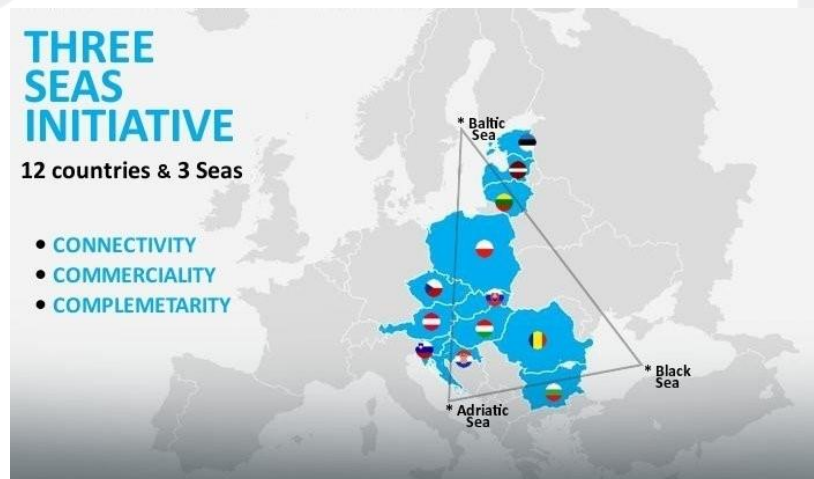 THREE
SEAS
INITIATIVE
12 countries & 3 Seas
• CONNECTIVITY
• COMMERCIALITY
• COMPLEMETARITY
* Baltic
Sea
* Black
Sea
* Adriatic
Sea